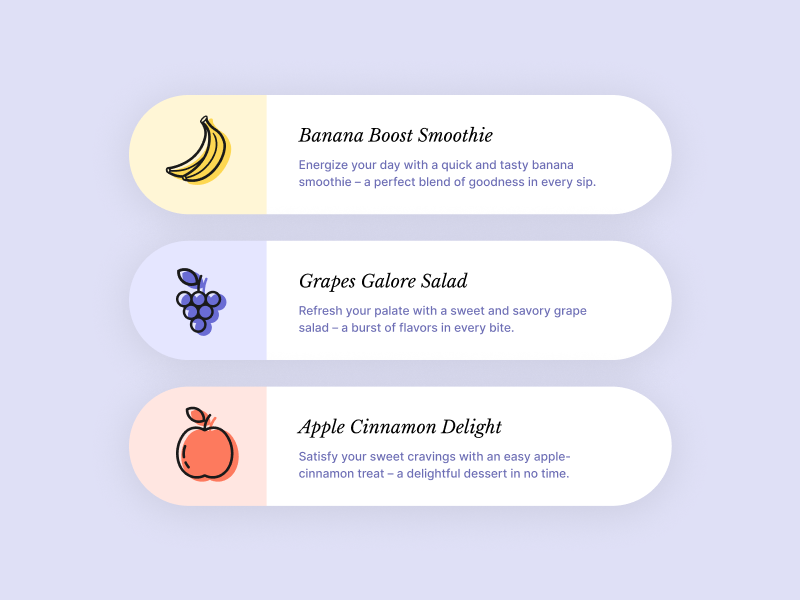 Banana Boost Smoothie
Energize your day with a quick and tasty banana
smoothie – a perfect blend of goodness in every sip.
Grapes Galore Salad
Refresh your palate with a sweet and savory grape
salad – a burst of flavors in every bite.
Apple Cinnamon Delight
Satisfy your sweet cravings with an easy apple-
cinnamon treat – a delightful dessert in no time.